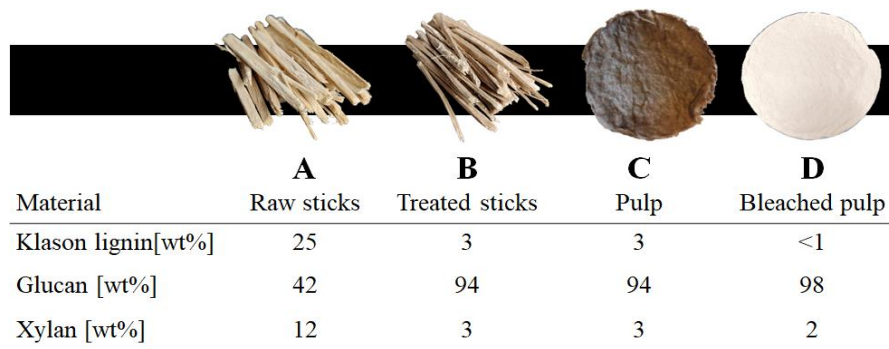 A B C D
Material Raw sticks Treated sticks Pulp Bleached pulp
Klason lignin[wt%] 25 3 3 <1
Glucan [wt%] 42 94 94 98
Xylan [wt%] 12 3 3 2